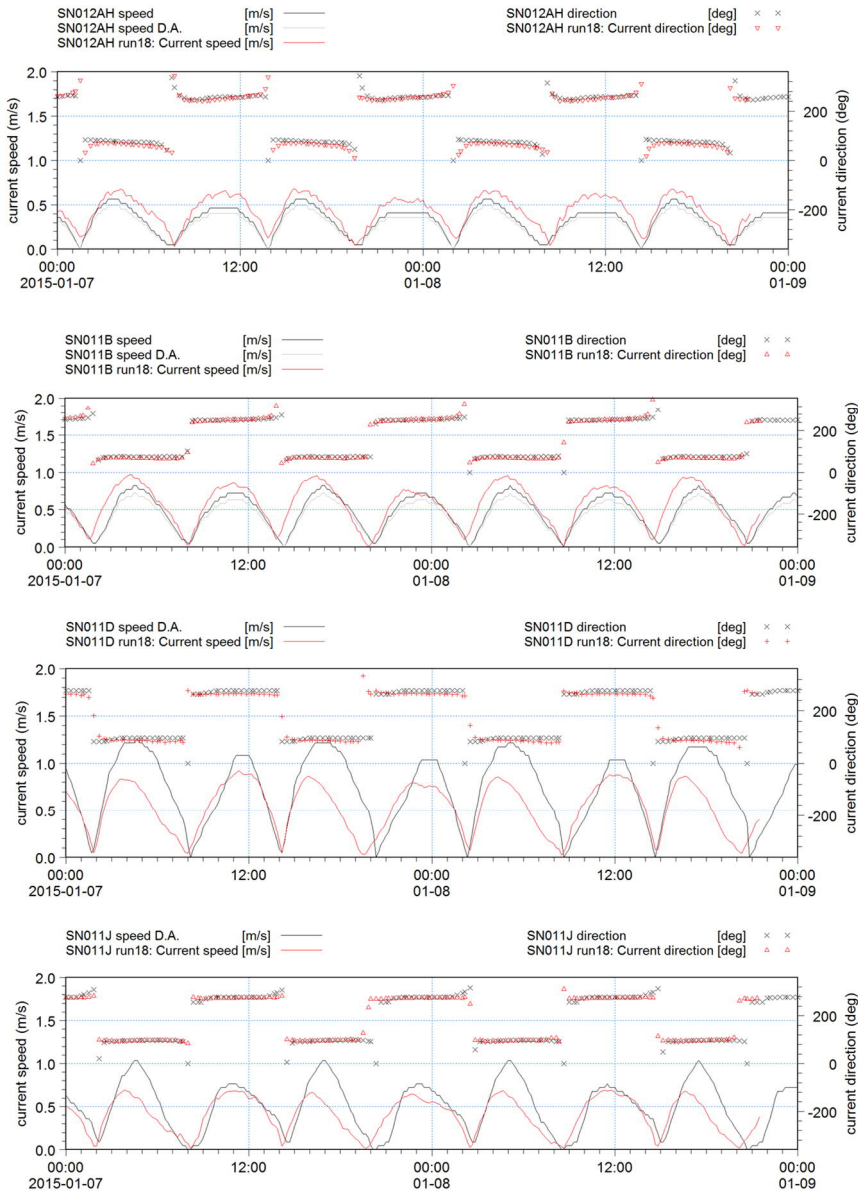 SN012AH speed [m/s] SN012AH direction [deg]
SN012AH speed D.A. [m/s] SN012AH run18: Current direction [deg]
SN012AH run18: Current speed [m/s]
2.0
1.5
1.0
0.5
0.0
current speed (m/s)
200
0
-200
current direction (deg)
00:00 12:00 00:00 12:00 00:00
2015-01-07 01-08 01-09
SN011B speed [m/s] SN011B direction [deg]
SN011B speed D.A. [m/s] SN011B run18: Current direction [deg]
SN011B run18: Current speed [m/s]
2.0
1.5
1.0
0.5
0.0
current speed (m/s)
200
0
-200
current direction (deg)
00:00 12:00 00:00 12:00 00:00
2015-01-07 01-08 01-09
SN011D speed D.A. [m/s] SN011D direction [deg]
SN011D run18: Current speed [m/s] SN011D run18: Current direction [deg]
2.0
1.5
1.0
0.5
0.0
current speed (m/s)
200
0
-200
current direction (deg)
00:00 12:00 00:00 12:00 00:00
2015-01-07 01-08 01-09
SN011J speed D.A. [m/s] SN011J direction [deg]
SN011J run18: Current speed [m/s] SN011J run18: Current direction [deg]
2.0
1.5
1.0
0.5
0.0
current speed (m/s)
200
0
-200
current direction (deg)
00:00 12:00 00:00 12:00 00:00
2015-01-07 01-08 01-09